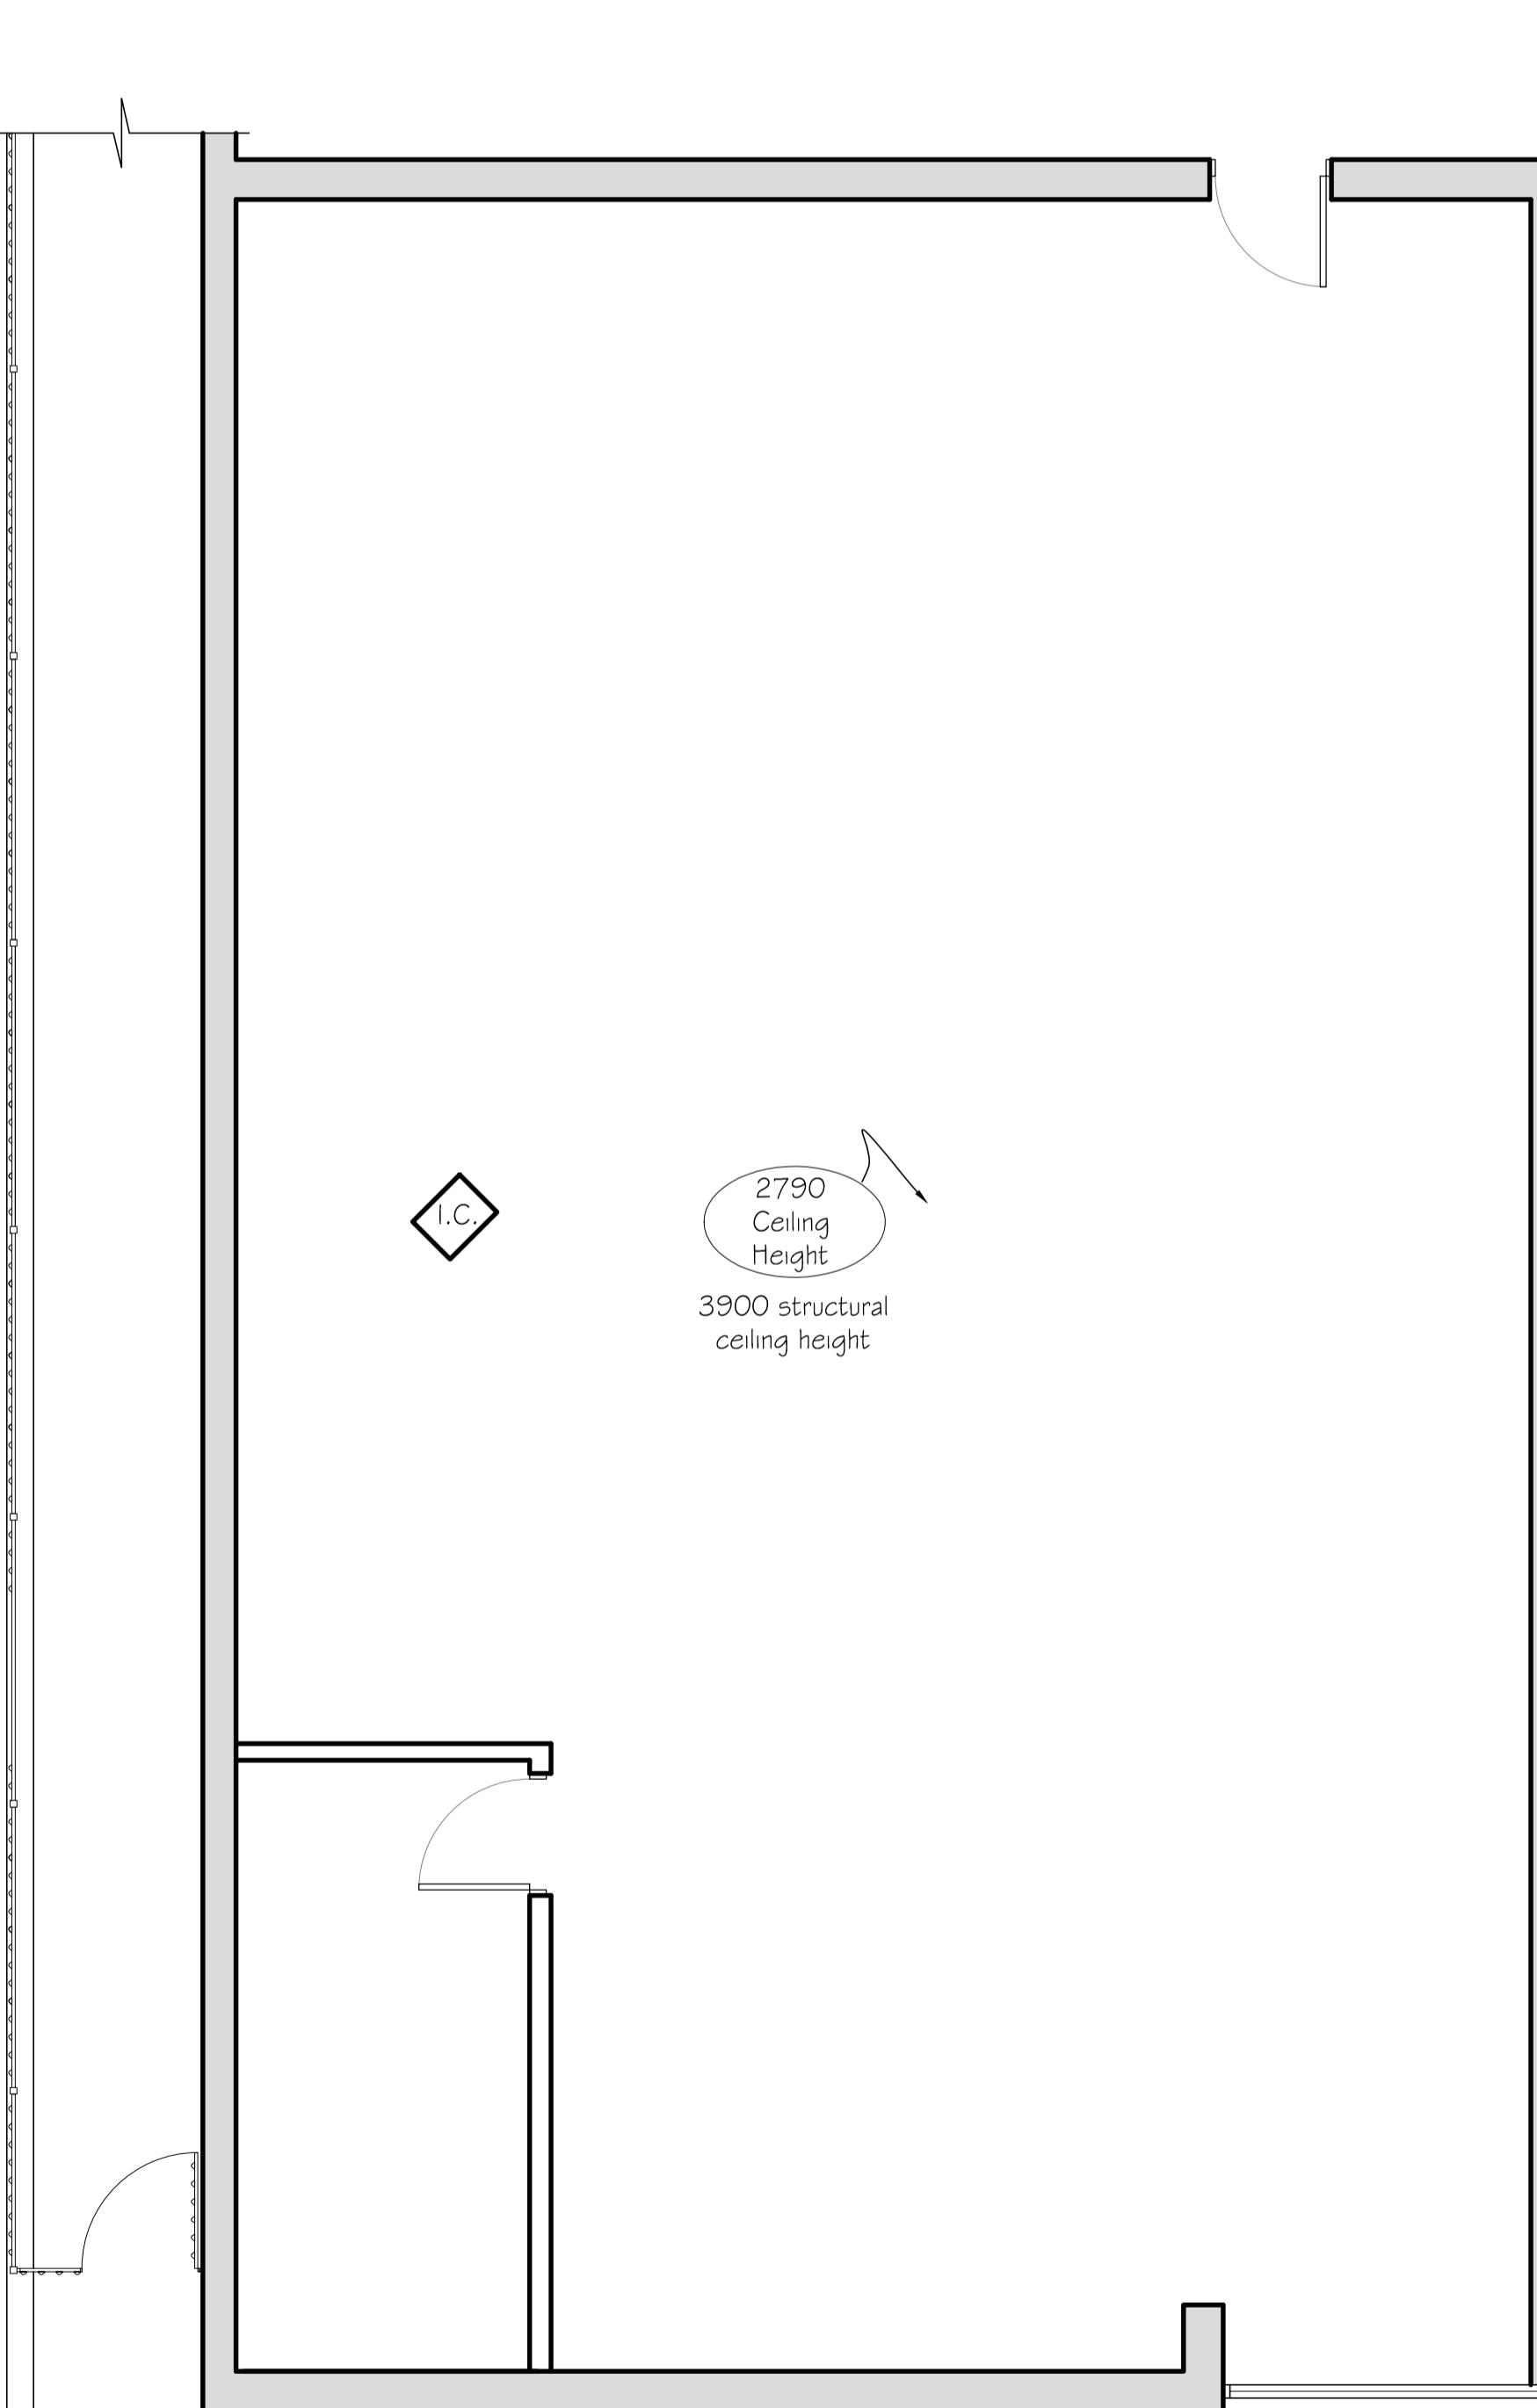 I.C.
2790
Ceiling
Height
3900 structural
ceiling height